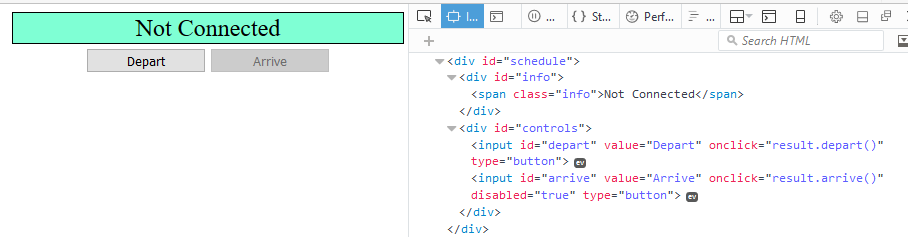 Not Connected
Depart Arrive
I... {} St... Perf...
+ Search HTML
<div id="schedule">
<div id="info">
<span class="info">Not Connected</span>
</div>
<div id="controls">
<input id="depart" value="Depart" onclick="result.depart()"
type="button"> ev
<input id="arrive" value="Arrive" onclick="result.arrive()"
disabled="true" type="button"> ev
</div>
</div>